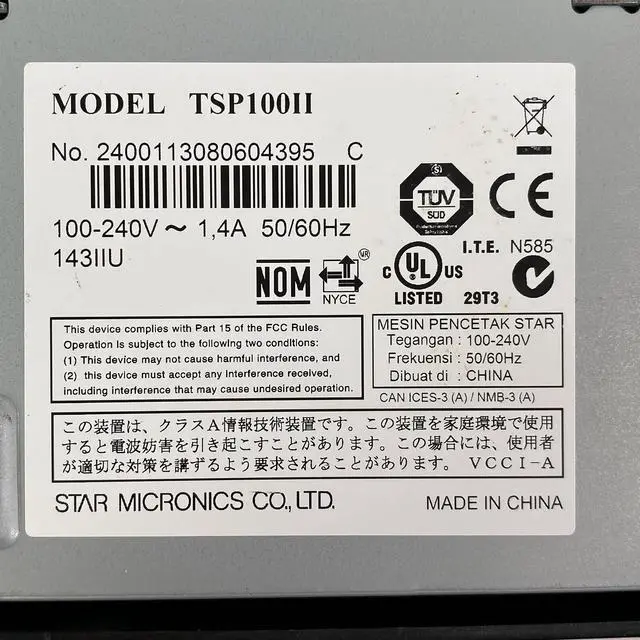 MODEL TSP100II
No. 2400113080604395 C
100-240V ~ 1,4A 50/60Hz
143IIU
NOM
NYCE
TÜV
SÜD
CE
I.T.E. N585
C UL US
LISTED 29T3
This device complies with Part 15 of the FCC Rules.
Operation is subject to the following two conditions:
(1) This device may not cause harmful interference, and
(2) this device must accept any Interference received,
including interference that may cause undesired operation.
MESIN PENCETAK STAR
Tegangan : 100-240V
Frekuensi : 50/60Hz
Dibuat di : CHINA
CAN ICES-3 (A) / NMB-3 (A)
この装置は、クラスA情報技術装置です。この装置を家庭環境で使用
すると電波妨害を引き起こすことがあります。この場合には、使用者
が適切な対策を講ずるよう要求されることがあります。 VCCI-A
STAR MICRONICS CO., LTD.
MADE IN CHINA